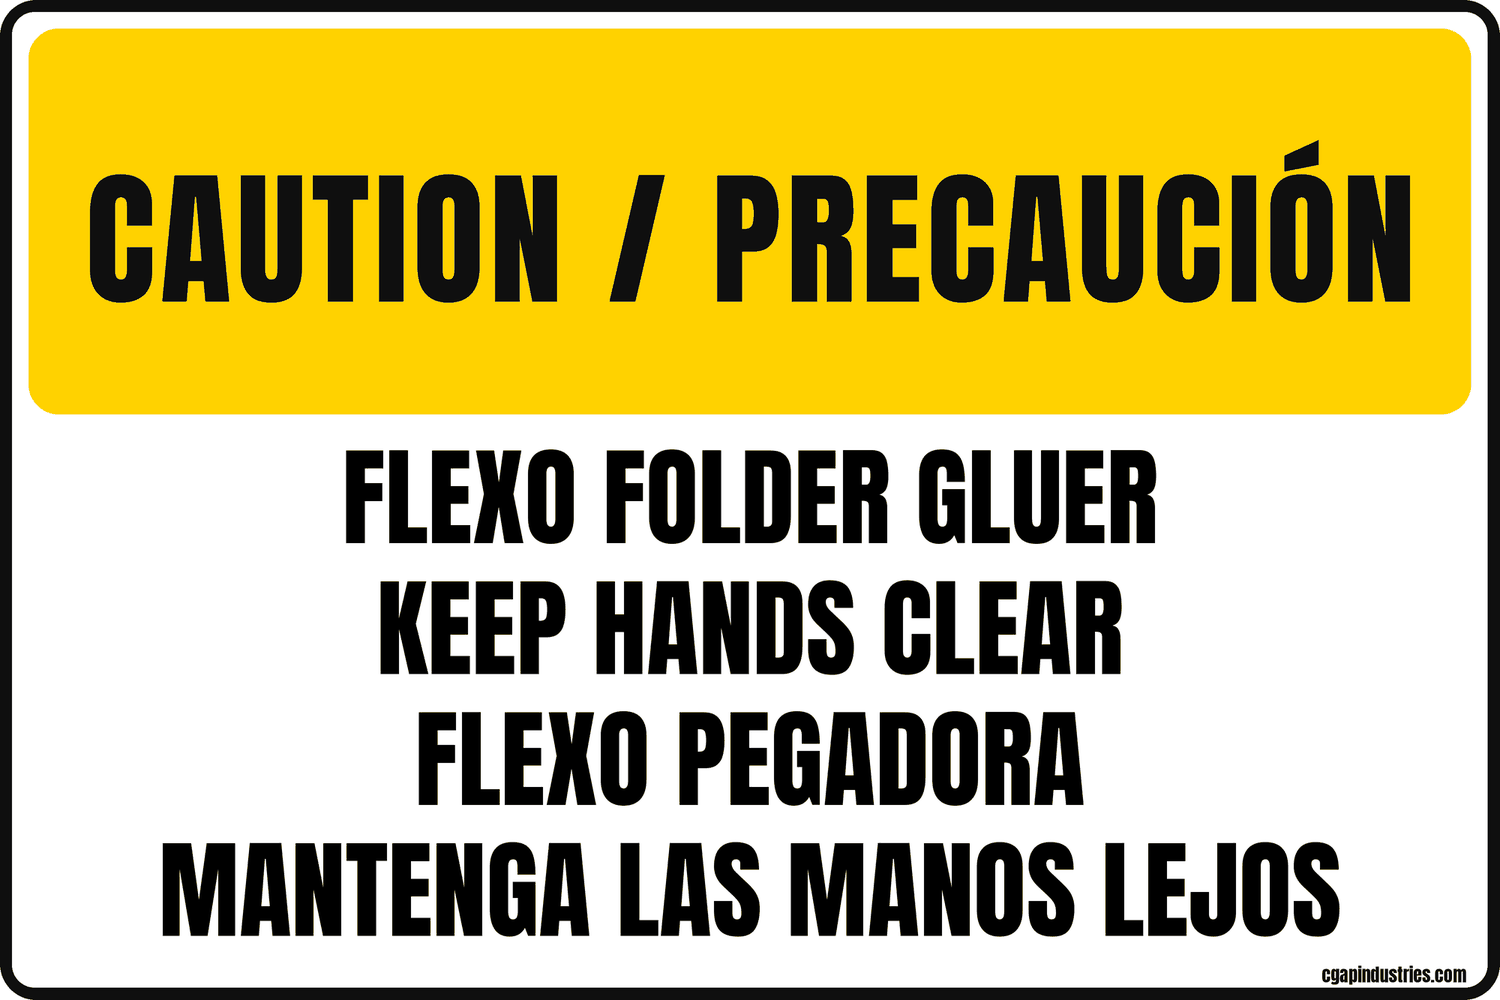 CAUTION / PRECAUCIÓN
FLEXO FOLDER GLUER
KEEP HANDS CLEAR
FLEXO PEGADORA
MANTENGA LAS MANOS LEJOS
cgapindustries.com